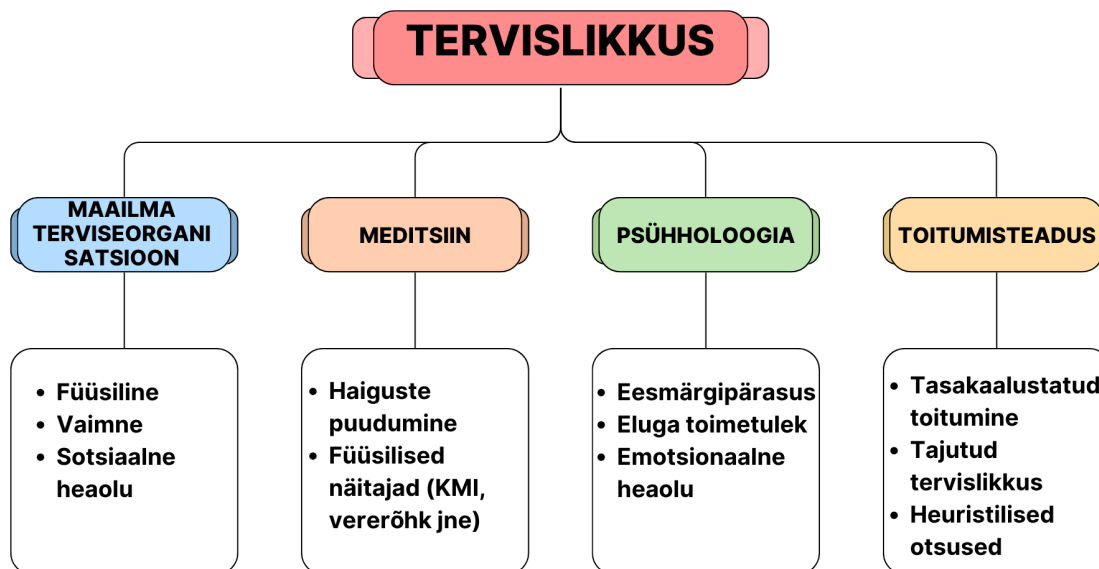 TERVISLIKKUS
MAAILMA
TERVISEORGANI
SATSIOON
• Füüsiline
• Vaimne
• Sotsiaalne
heaolu
MEDITSIIN
• Haiguste
puudumine
• Füüsilised
näitajad (KMI,
vererõhk jne)
PSÜHHOLOOGIA
• Eesmärgipärasus
• Eluga toimetulek
• Emotsionaalne
heaolu
TOITUMISTEADUS
• Tasakaalustatud
toitumine
• Tajutud
tervislikkus
• Heuristilised
otsused